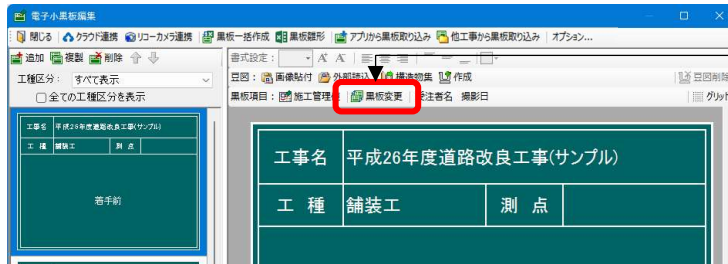 電子小黒板編集
閉じる クラウド連携 リコーカメラ連携 黒板一括作成 黒板雛形 アプリから黒板取り込み 他工事から黒板取り込み オプション...
追加 複製 削除
書式設定：
工種区分： すべて表示
豆図： 画像貼付 外部読込 構造物集 作成 豆図削除
全ての工種区分を表示
黒板項目： 施工管理値 黒板変更 受注者名 撮影日 グリッド
工事名 平成26年度道路改良工事(サンプル)
工 種 舗装工 測 点
着手前
工事名 平成26年度道路改良工事(サンプル)
工 種 舗装工 測 点